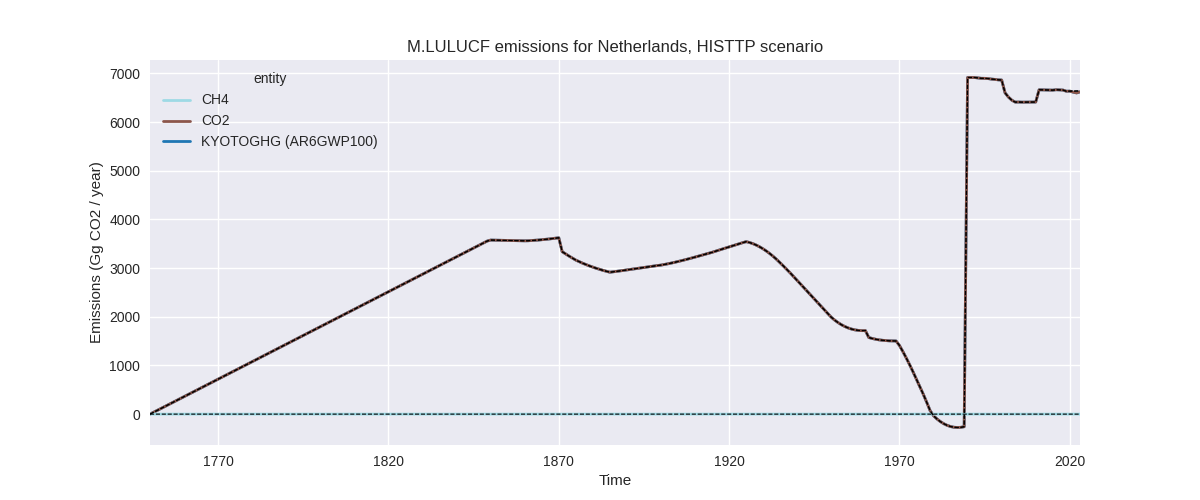 M.LULUCF emissions for Netherlands, HISTTP scenario
7000
6000
5000
4000
3000
2000
1000
0
Emissions (Gg CO2 / year)
entity
CH4
CO2
KYOTOGHG (AR6GWP100)
1770
1820
1870
1920
1970
2020
Time